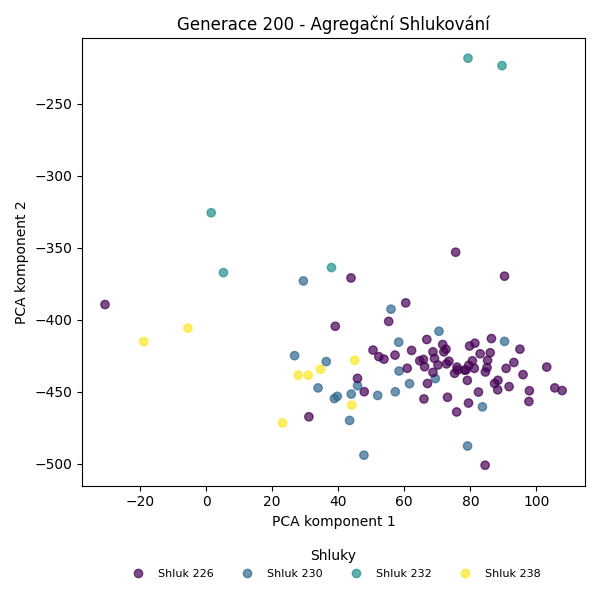 Generace 200 - Agregační Shlukování
PCA komponent 2
−250
−300
−350
−400
−450
−500
−20
0
20
40
60
80
100
PCA komponent 1
Shluky
Shluk 226
Shluk 230
Shluk 232
Shluk 238